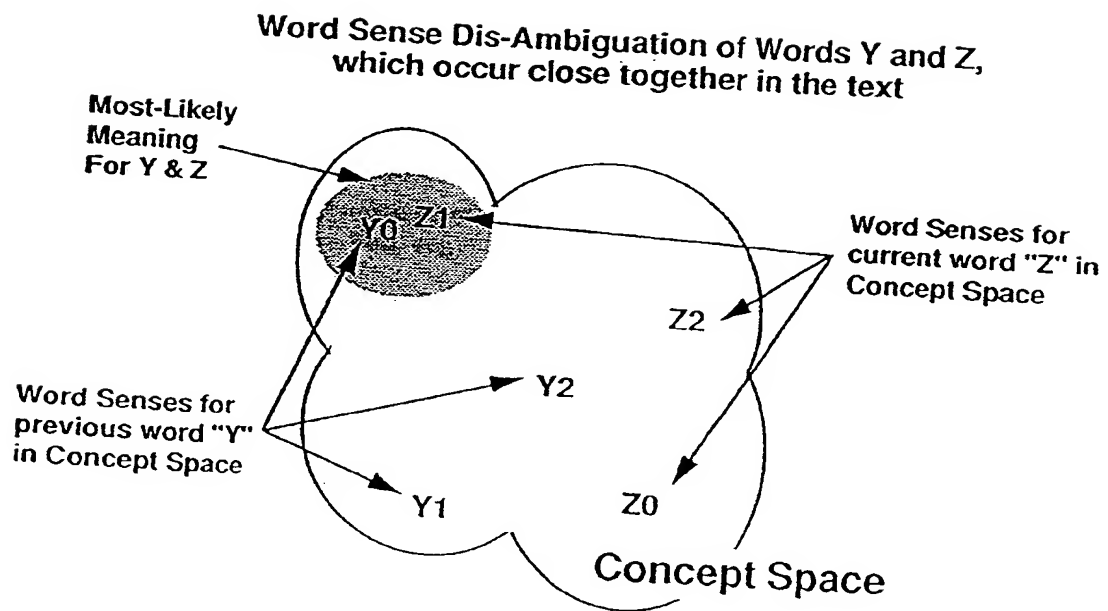 Word Sense Dis-Ambiguation of Words Y and Z,
which occur close together in the text
Most-Likely
Meaning
For Y & Z
Y0 Z1
Word Senses for
current word "Z" in
Concept Space
Z2
Y2
Word Senses for
previous word "Y"
in Concept Space
Y1
Z0
Concept Space